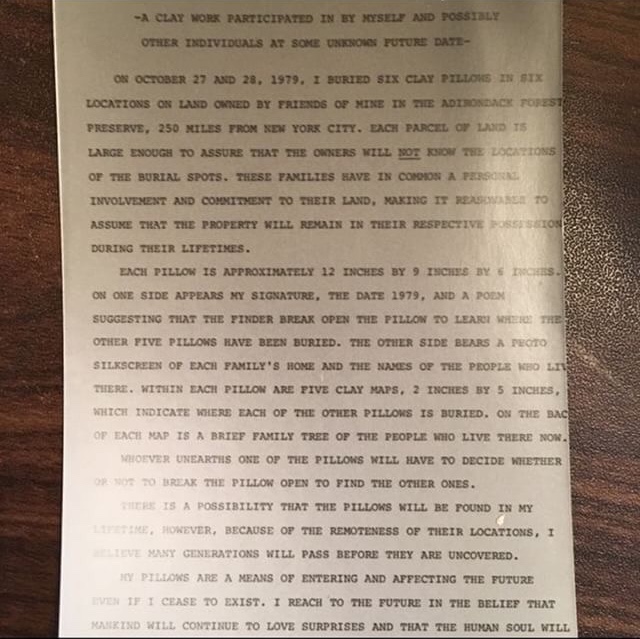 -A CLAY WORK PARTICIPATED IN BY MYSELF AND POSSIBLY
OTHER INDIVIDUALS AT SOME UNKNOWN FUTURE DATE-
ON OCTOBER 27 AND 28, 1979, I BURIED SIX CLAY PILLOWS IN SIX
LOCATIONS ON LAND OWNED BY FRIENDS OF MINE IN THE ADIRONDACK FOREST
PRESERVE, 250 MILES FROM NEW YORK CITY. EACH PARCEL OF LAND IS
LARGE ENOUGH TO ASSURE THAT THE OWNERS WILL NOT KNOW THE LOCATIONS
OF THE BURIAL SPOTS. THESE FAMILIES HAVE IN COMMON A PERSONAL
INVOLVEMENT AND COMMITMENT TO THEIR LAND, MAKING IT REASONABLE TO
ASSUME THAT THE PROPERTY WILL REMAIN IN THEIR RESPECTIVE POSSESSION
DURING THEIR LIFETIMES.
EACH PILLOW IS APPROXIMATELY 12 INCHES BY 9 INCHES BY 6 INCHES.
ON ONE SIDE APPEARS MY SIGNATURE, THE DATE 1979, AND A POEM
SUGGESTING THAT THE FINDER BREAK OPEN THE PILLOW TO LEARN WHERE THE
OTHER FIVE PILLOWS HAVE BEEN BURIED. THE OTHER SIDE BEARS A PHOTO
SILKSCREEN OF EACH FAMILY'S HOME AND THE NAMES OF THE PEOPLE WHO LIV
THERE. WITHIN EACH PILLOW ARE FIVE CLAY MAPS, 2 INCHES BY 5 INCHES,
WHICH INDICATE WHERE EACH OF THE OTHER PILLOWS IS BURIED. ON THE BAC
OF EACH MAP IS A BRIEF FAMILY TREE OF THE PEOPLE WHO LIVE THERE NOW.
WHOEVER UNEARTHS ONE OF THE PILLOWS WILL HAVE TO DECIDE WHETHER
OR NOT TO BREAK THE PILLOW OPEN TO FIND THE OTHER ONES.
THERE IS A POSSIBILITY THAT THE PILLOWS WILL BE FOUND IN MY
LIFETIME, HOWEVER, BECAUSE OF THE REMOTENESS OF THEIR LOCATIONS, I
BELIEVE MANY GENERATIONS WILL PASS BEFORE THEY ARE UNCOVERED.
MY PILLOWS ARE A MEANS OF ENTERING AND AFFECTING THE FUTURE
EVEN IF I CEASE TO EXIST. I REACH TO THE FUTURE IN THE BELIEF THAT
MANKIND WILL CONTINUE TO LOVE SURPRISES AND THAT THE HUMAN SOUL WILL